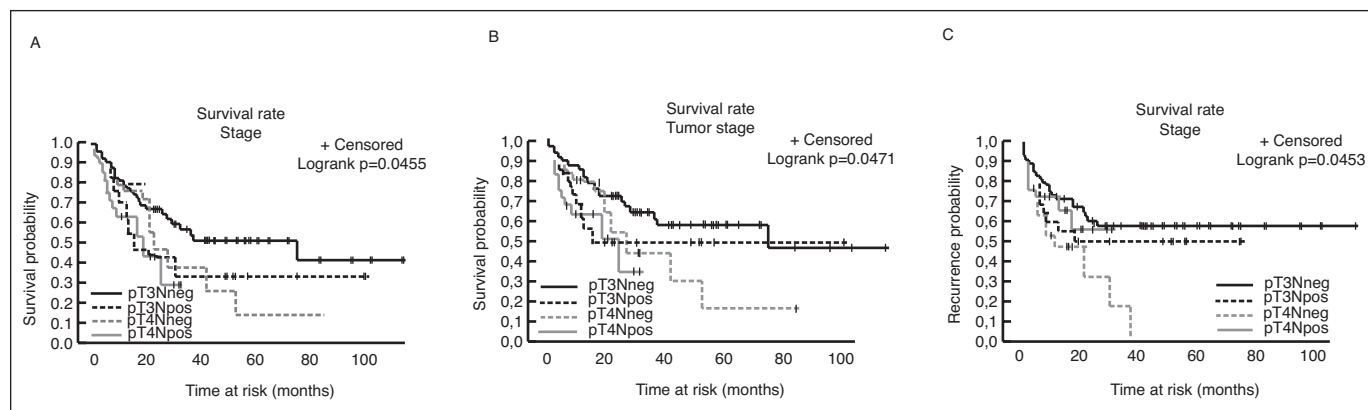 A
Survival rate
Stage
+ Censored
Logrank p=0.0455
Survival probability
1.0
0.9
0.8
0.7
0.6
0.5
0.4
0.3
0.2
0.1
0.0
pT3Nneg
pT3Npos
pT4Nneg
pT4Npos
0 20 40 60 80 100
Time at risk (months)
B
Survival rate
Tumor stage
+ Censored
Logrank p=0.0471
Survival probability
1,0
0,9
0,8
0,7
0,6
0,5
0,4
0,3
0,2
0,1
0,0
pT3Nneg
pT3Npos
pT4Nneg
pT4Npos
0 20 40 60 80 100
Time at risk (months)
C
Survival rate
Stage
+ Censored
Logrank p=0.0453
Recurrence probability
1,0
0,9
0,8
0,7
0,6
0,5
0,4
0,3
0,2
0,1
0,0
pT3Nneg
pT3Npos
pT4Nneg
pT4Npos
0 20 40 60 80 100
Time at risk (months)